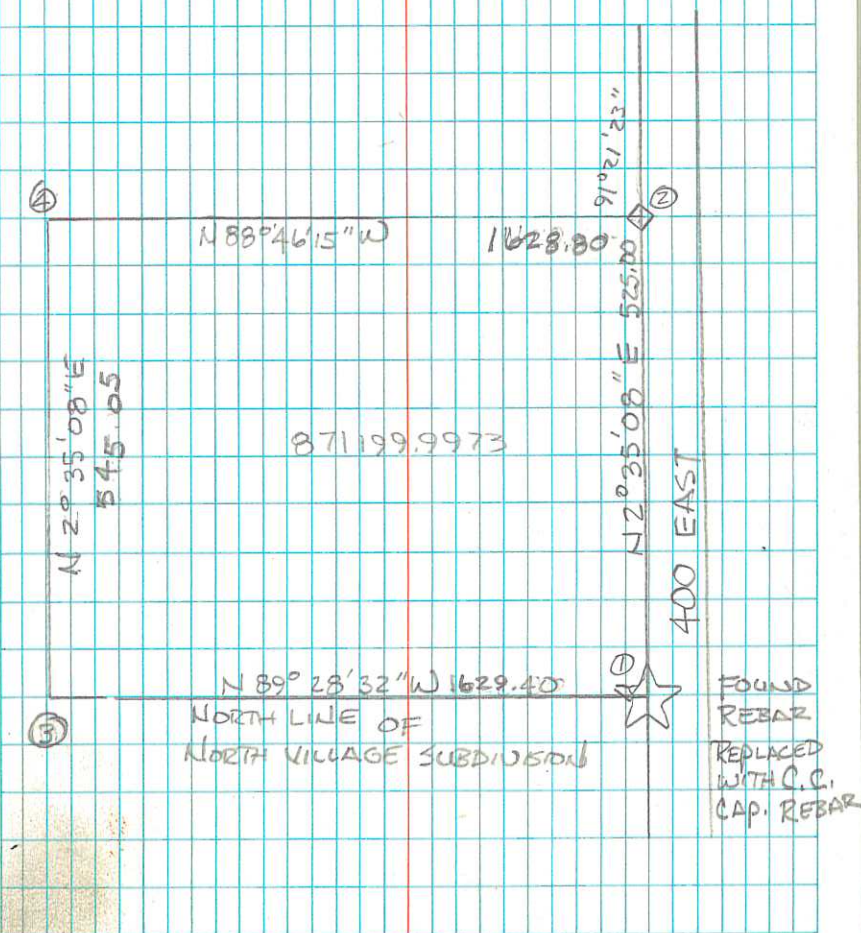 91°21'23"
④
②
N 88°46'15" W
1628.80
N 2°35'08" E 525.00
N 2°35'08" E
545.05
871199.9973
400 EAST
①
N 89°28'32" W 1629.40
③
NORTH LINE OF
NORTH VILLAGE SUBDIVISION
FOUND
REBAR
REPLACED
WITH C.C.
CAP. REBAR